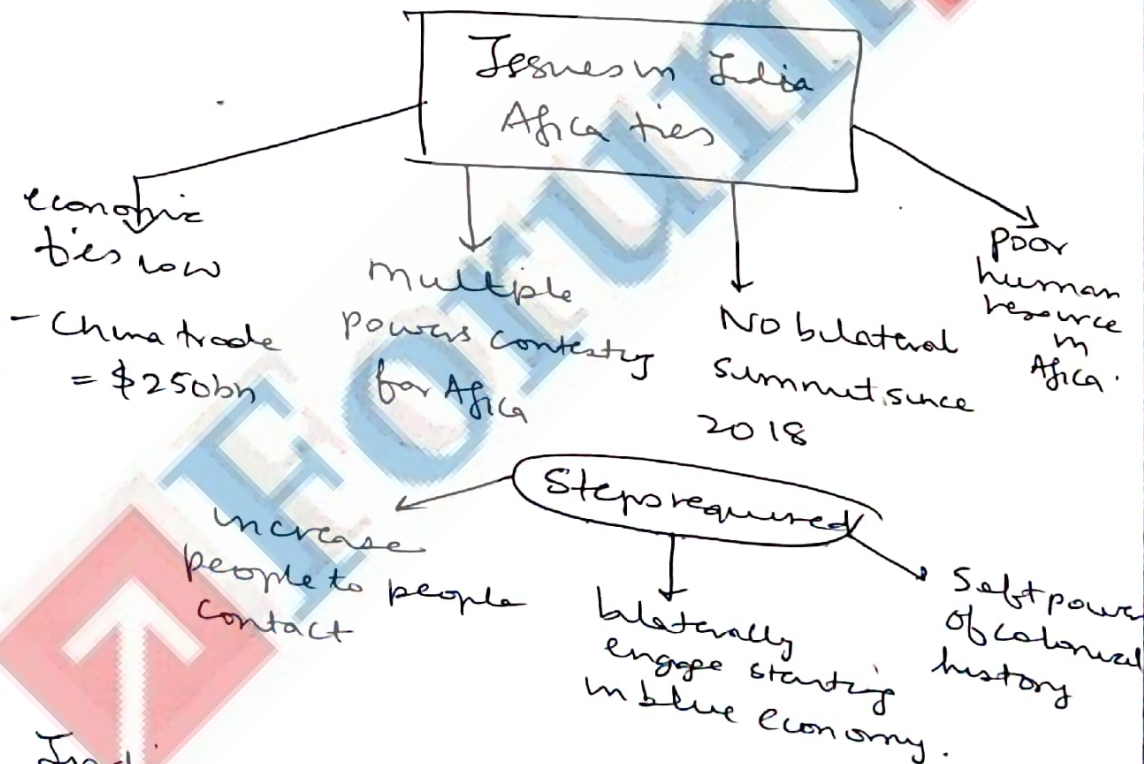 Issues in India
Africa ties
economic
ties low
- China trade
= $250bn
Multiple
powers contesting
for Africa
No bilateral
summit since
2018
Poor
human
resource
in
Africa.
Steps required
increase
people to people
contact
bilaterally
engage starting
in blue economy.
Soft power
of colonial
history
Forum